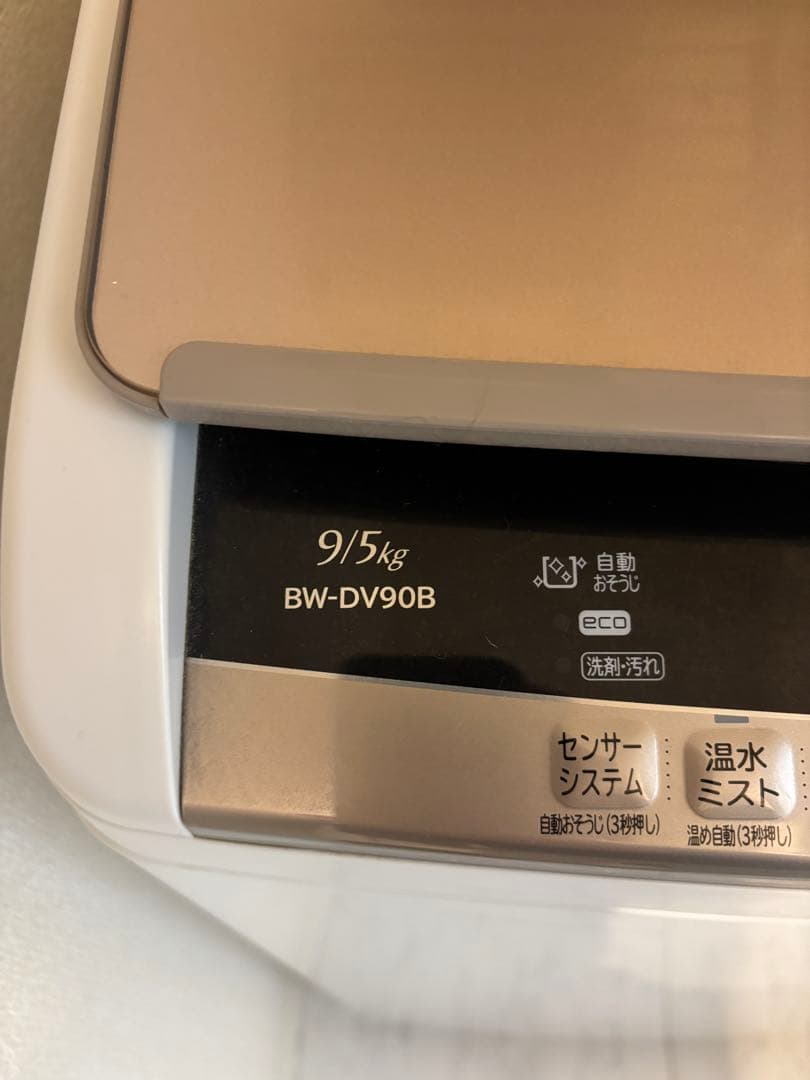 9/5kg
BW-DV90B
自動
おそうじ
eco
洗剤・汚れ
センサー
システム
自動おそうじ(3秒押し)
温水
ミスト
温め自動(3秒押し)